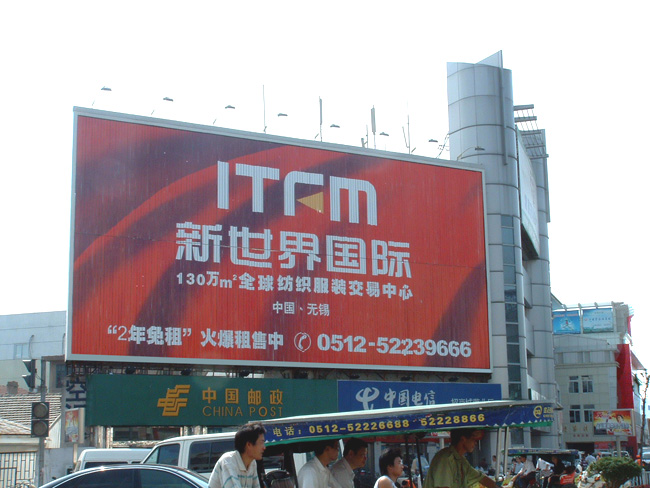 ITFM
新世界国际
130万m²全球纺织服装交易中心
中国、无锡
“2年免租”火爆租售中 0512-52239666
中国邮政
CHINA POST
中国电信
电话：0512-52226688 52228866